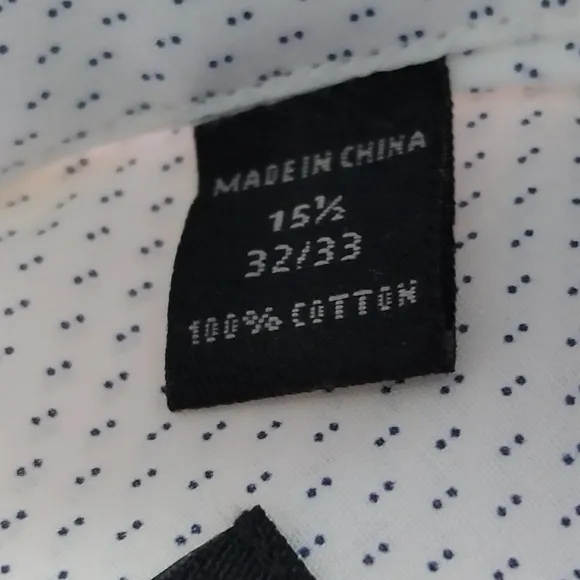 MADE IN CHINA
15½
32/33
100% COTTON